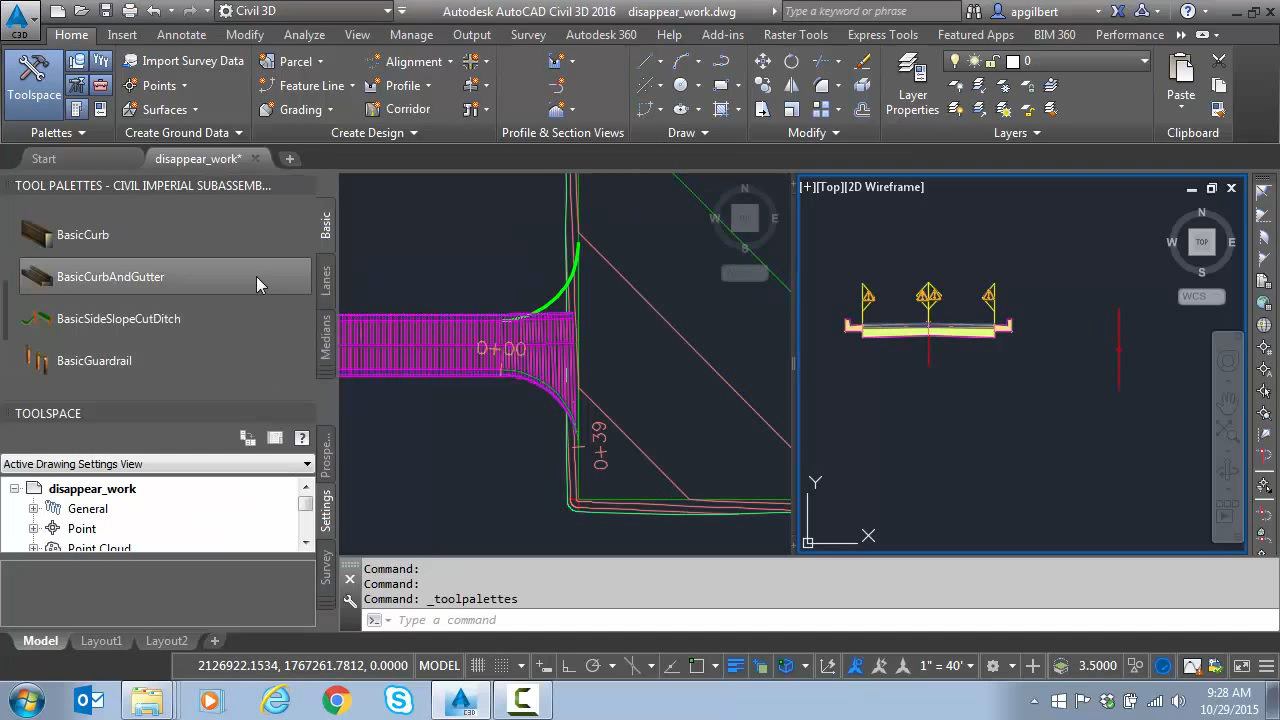 Civil 3D
Autodesk AutoCAD Civil 3D 2016 disappear_work.dwg
Type a keyword or phrase
apgilbert
C3D
Home Insert Annotate Modify Analyze View Manage Output Survey Autodesk 360 Help Add-ins Raster Tools Express Tools Featured Apps BIM 360 Performance
Toolspace
Import Survey Data
Points
Surfaces
Parcel
Feature Line
Grading
Alignment
Profile
Corridor
Layer
Properties
0
Paste
Palettes Create Ground Data Create Design Profile & Section Views Draw Modify Layers Clipboard
Start disappear_work*
TOOL PALETTES - CIVIL IMPERIAL SUBASSEMB...
BasicCurb
BasicCurbAndGutter
BasicSideSlopeCutDitch
BasicGuardrail
Basic
Lanes
Medians
TOOLSPACE
Active Drawing Settings View
disappear_work
General
Point
Point Cloud
Prospe...
Settings
Survey
N
W E
S
0+00
0+39
[+][Top][2D Wireframe]
N
W TOP E
S
WCS
Y
X
Command:
Command:
Command: _toolpalettes
Type a command
Model Layout1 Layout2
2126922.1534, 1767261.7812, 0.0000 MODEL
1" = 40'
3.5000
C3D
9:28 AM
10/29/2015